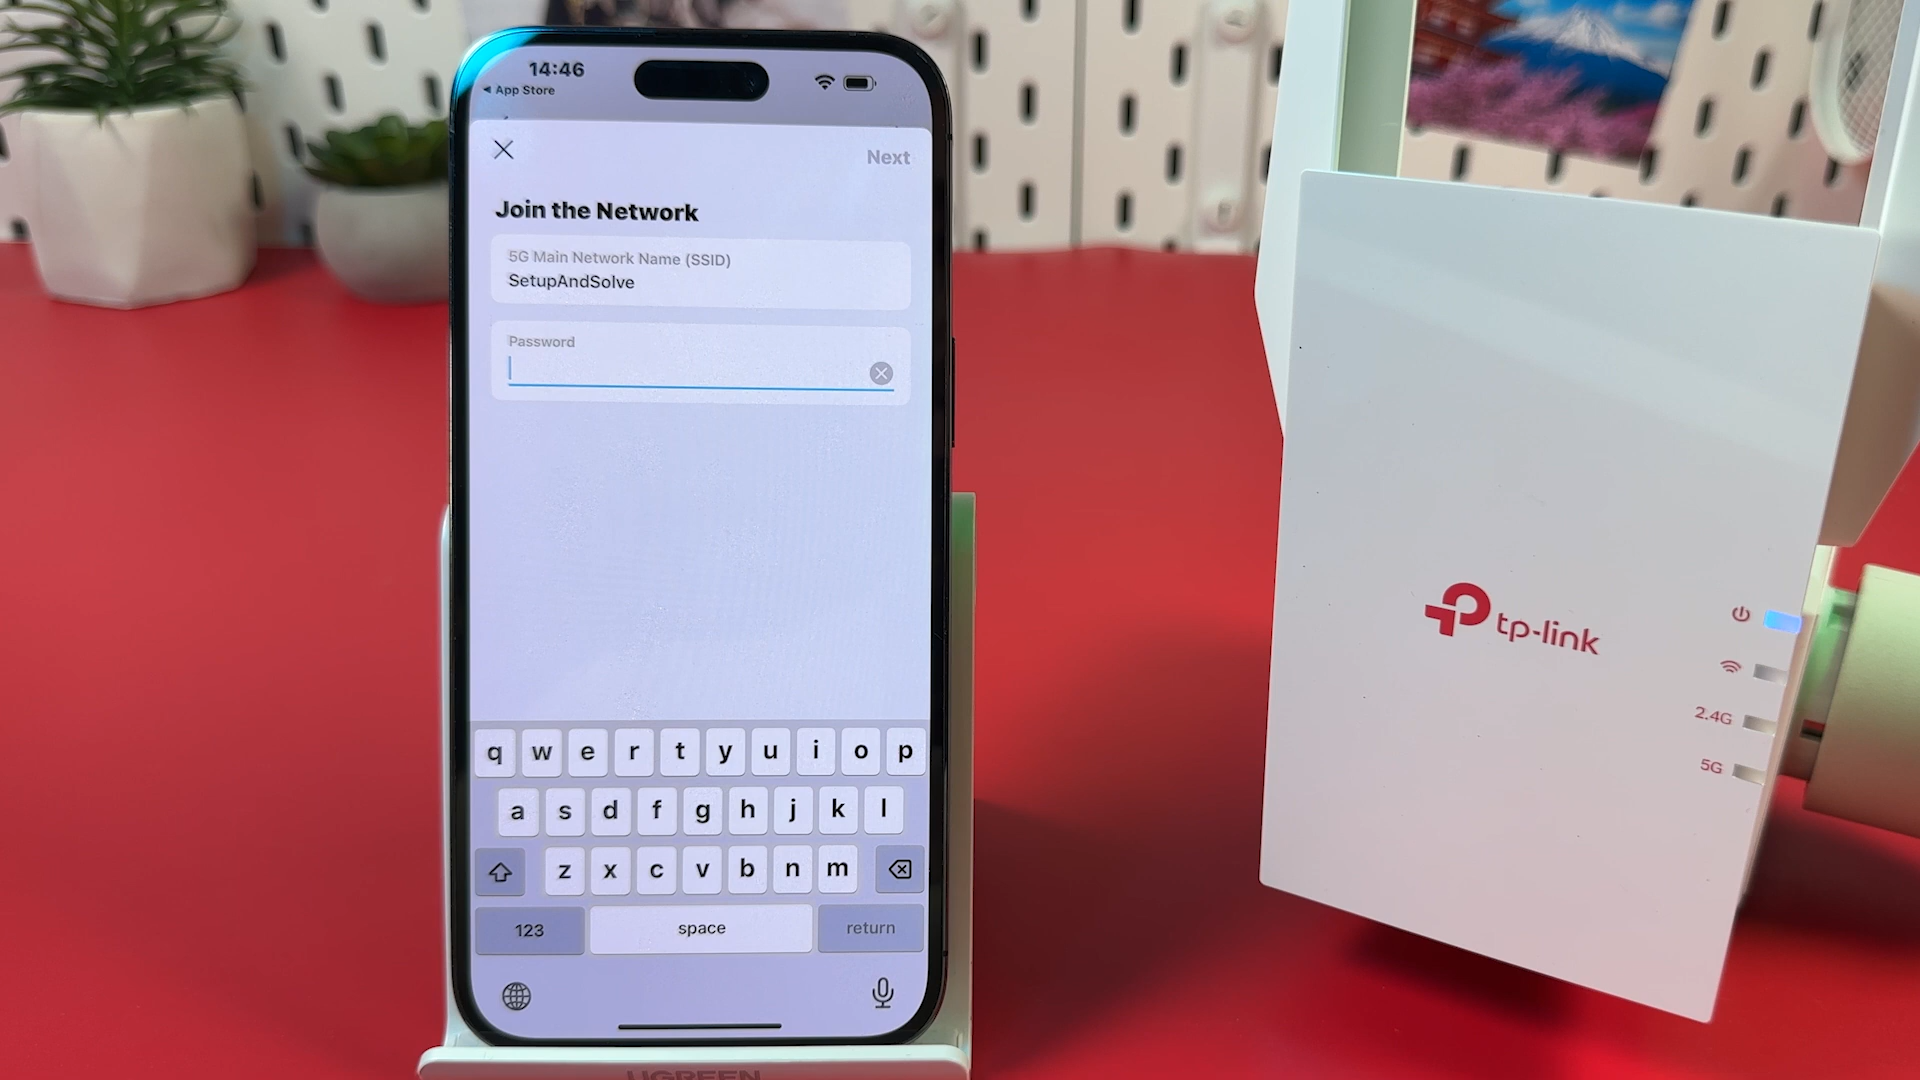 14:46
App Store
Next
Join the Network
5G Main Network Name (SSID)
SetupAndSolve
Password
q w e r t y u i o p
a s d f g h j k l
z x c v b n m
123 space return
UGREEN
tp-link
2.4G
5G